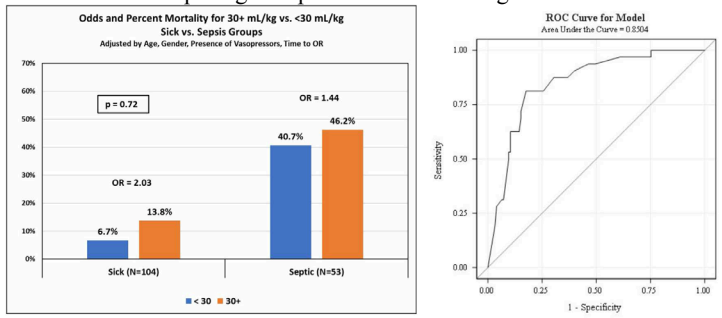 Odds and Percent Mortality for 30+ mL/kg vs. <30 mL/kg
Sick vs. Sepsis Groups
Adjusted by Age, Gender, Presence of Vasopressors, Time to OR
70%
60%
50%
40%
30%
20%
10%
0%
p = 0.72
OR = 2.03
6.7%
13.8%
OR = 1.44
40.7%
46.2%
Sick (N=104)
Septic (N=53)
< 30
30+
ROC Curve for Model
Area Under the Curve = 0.8504
Sensitivity
1.00
0.75
0.50
0.25
0.00
0.00
0.25
0.50
0.75
1.00
1 - Specificity